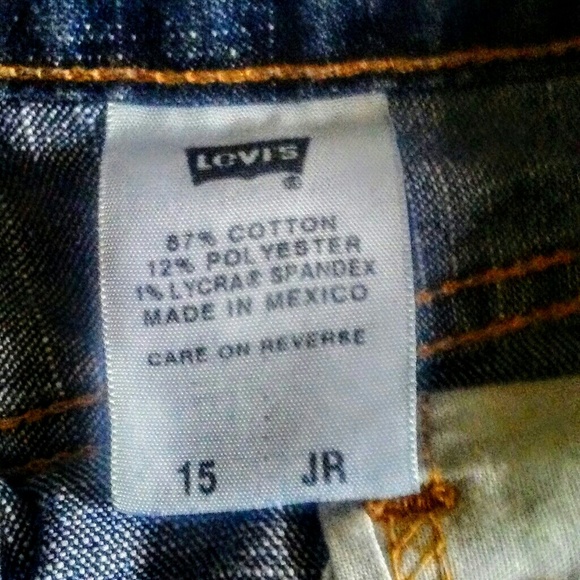 LEVI'S ®
87% COTTON
12% POLYESTER
1% LYCRA® SPANDEX
MADE IN MEXICO
CARE ON REVERSE
15 JR